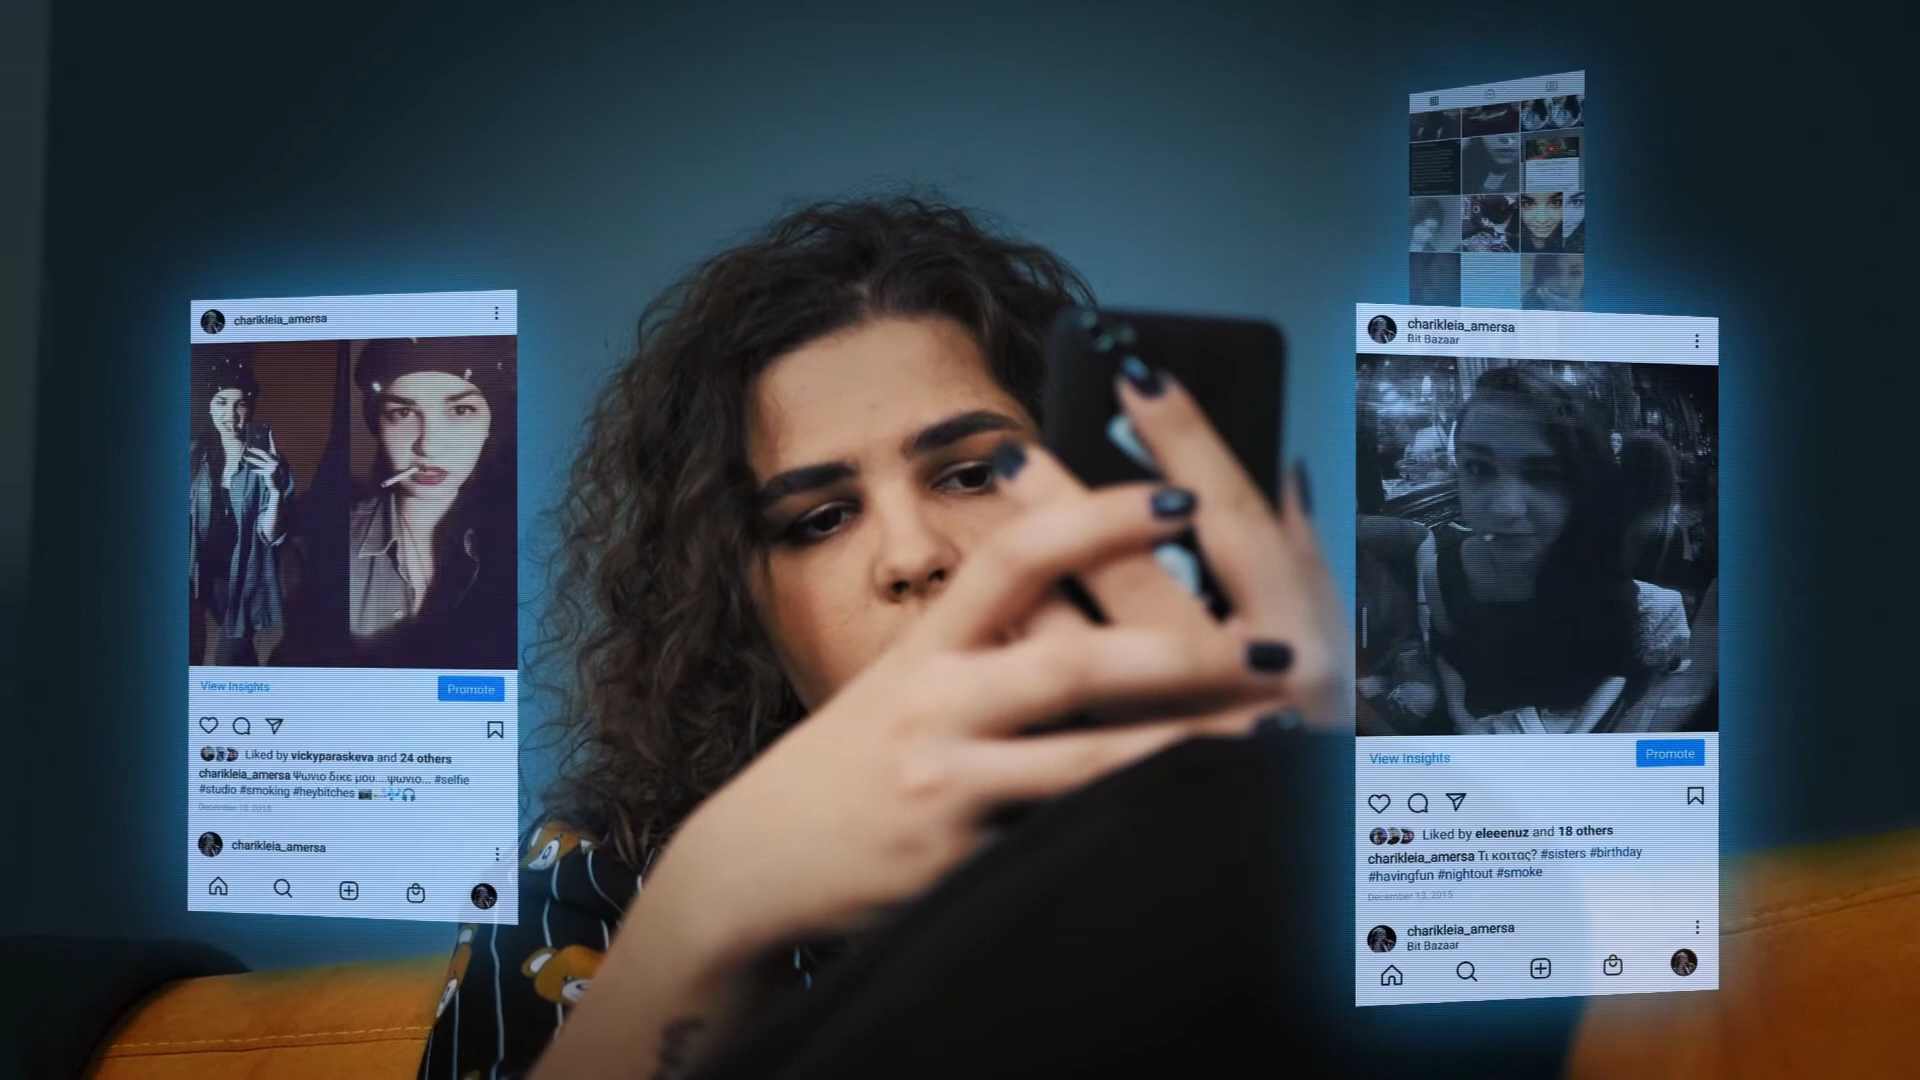 charikleia_amersa
View Insights
Promote
Liked by vickyparaskeva and 24 others
charikleia_amersa Ψωνιο δικε μου....ψωνιο... #selfie
#studio #smoking #heybitches
charikleia_amersa
charikleia_amersa
Bit Bazaar
View Insights
Promote
Liked by eleeenuz and 18 others
charikleia_amersa Τι κοιτας? #sisters #birthday
#havingfun #nightout #smoke
December 13, 2015
charikleia_amersa
Bit Bazaar